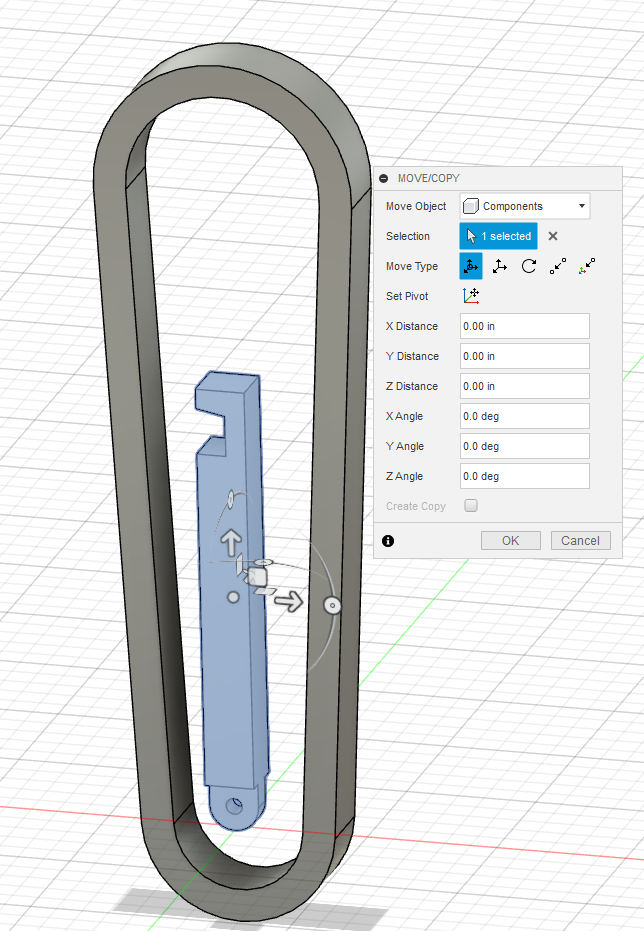 MOVE/COPY
Move Object Components
Selection 1 selected
Move Type
Set Pivot
X Distance 0.00 in
Y Distance 0.00 in
Z Distance 0.00 in
X Angle 0.0 deg
Y Angle 0.0 deg
Z Angle 0.0 deg
Create Copy
OK Cancel